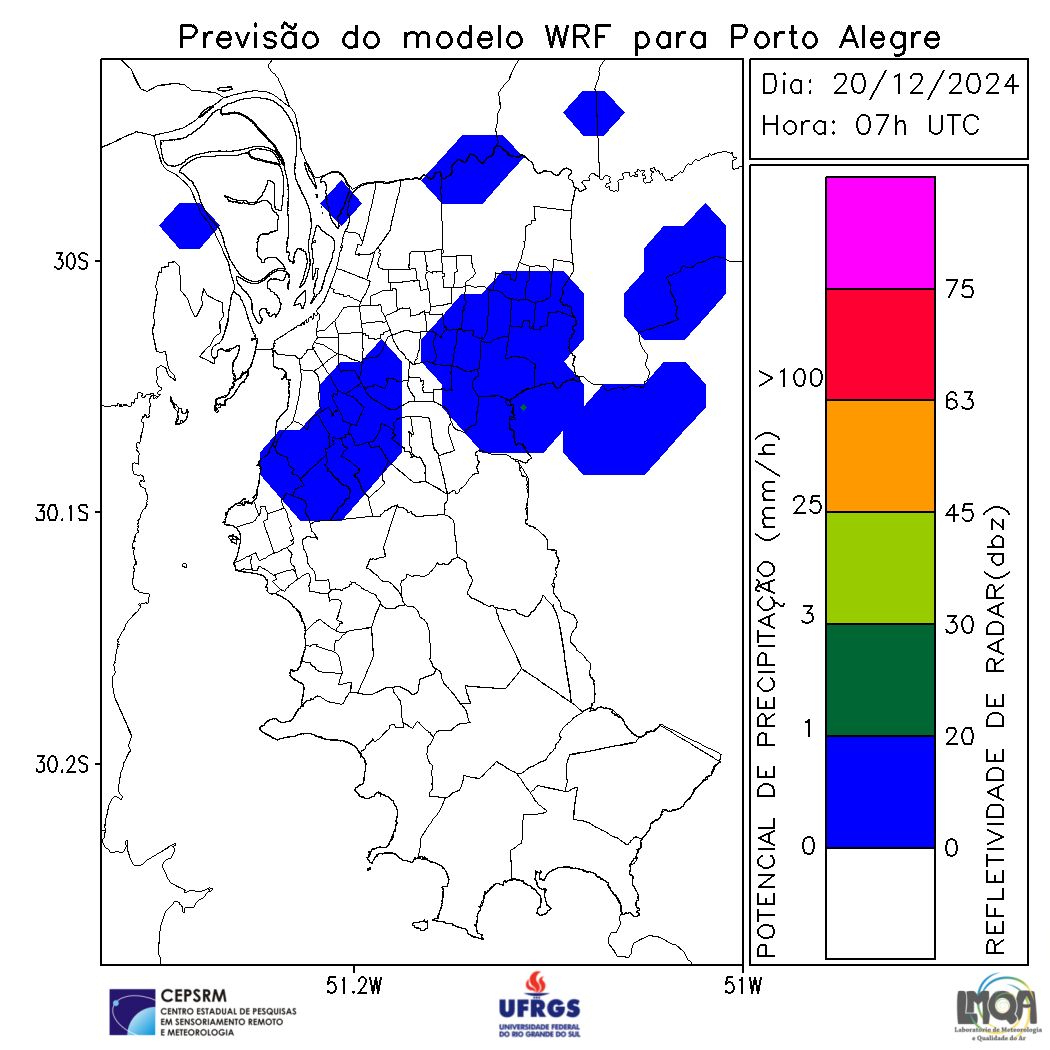 Previsão do modelo WRF para Porto Alegre
Dia: 20/12/2024
Hora: 07h UTC
30S
30.1S
30.2S
51.2W
51W
POTENCIAL DE PRECIPITAÇÃO (mm/h)
>100
25
3
1
0
75
63
45
30
20
0
REFLETIVIDADE DE RADAR(dbz)
CEPSRM
CENTRO ESTADUAL DE PESQUISAS
EM SENSORIAMENTO REMOTO
E METEOROLOGIA
UFRGS
UNIVERSIDADE FEDERAL
DO RIO GRANDE DO SUL
LMQA
Laboratório de Meteorologia
e Qualidade do Ar